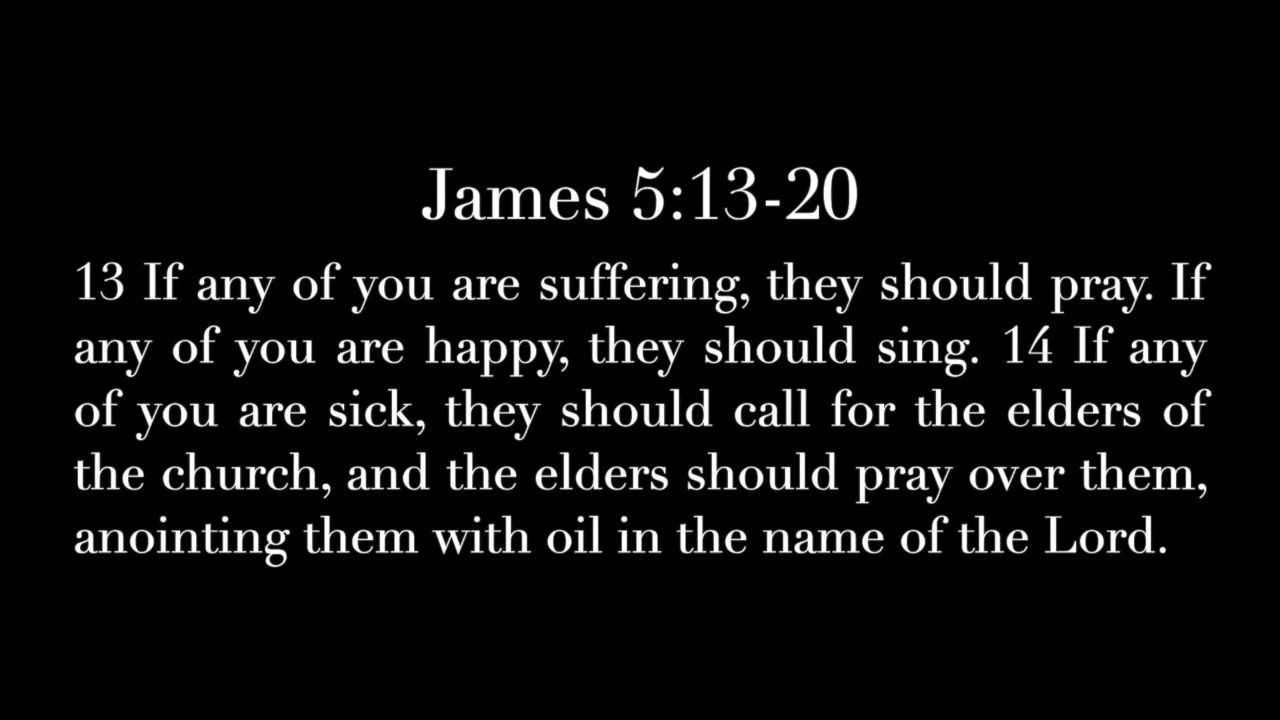 James 5:13-20
13 If any of you are suffering, they should pray. If
any of you are happy, they should sing. 14 If any
of you are sick, they should call for the elders of
the church, and the elders should pray over them,
anointing them with oil in the name of the Lord.